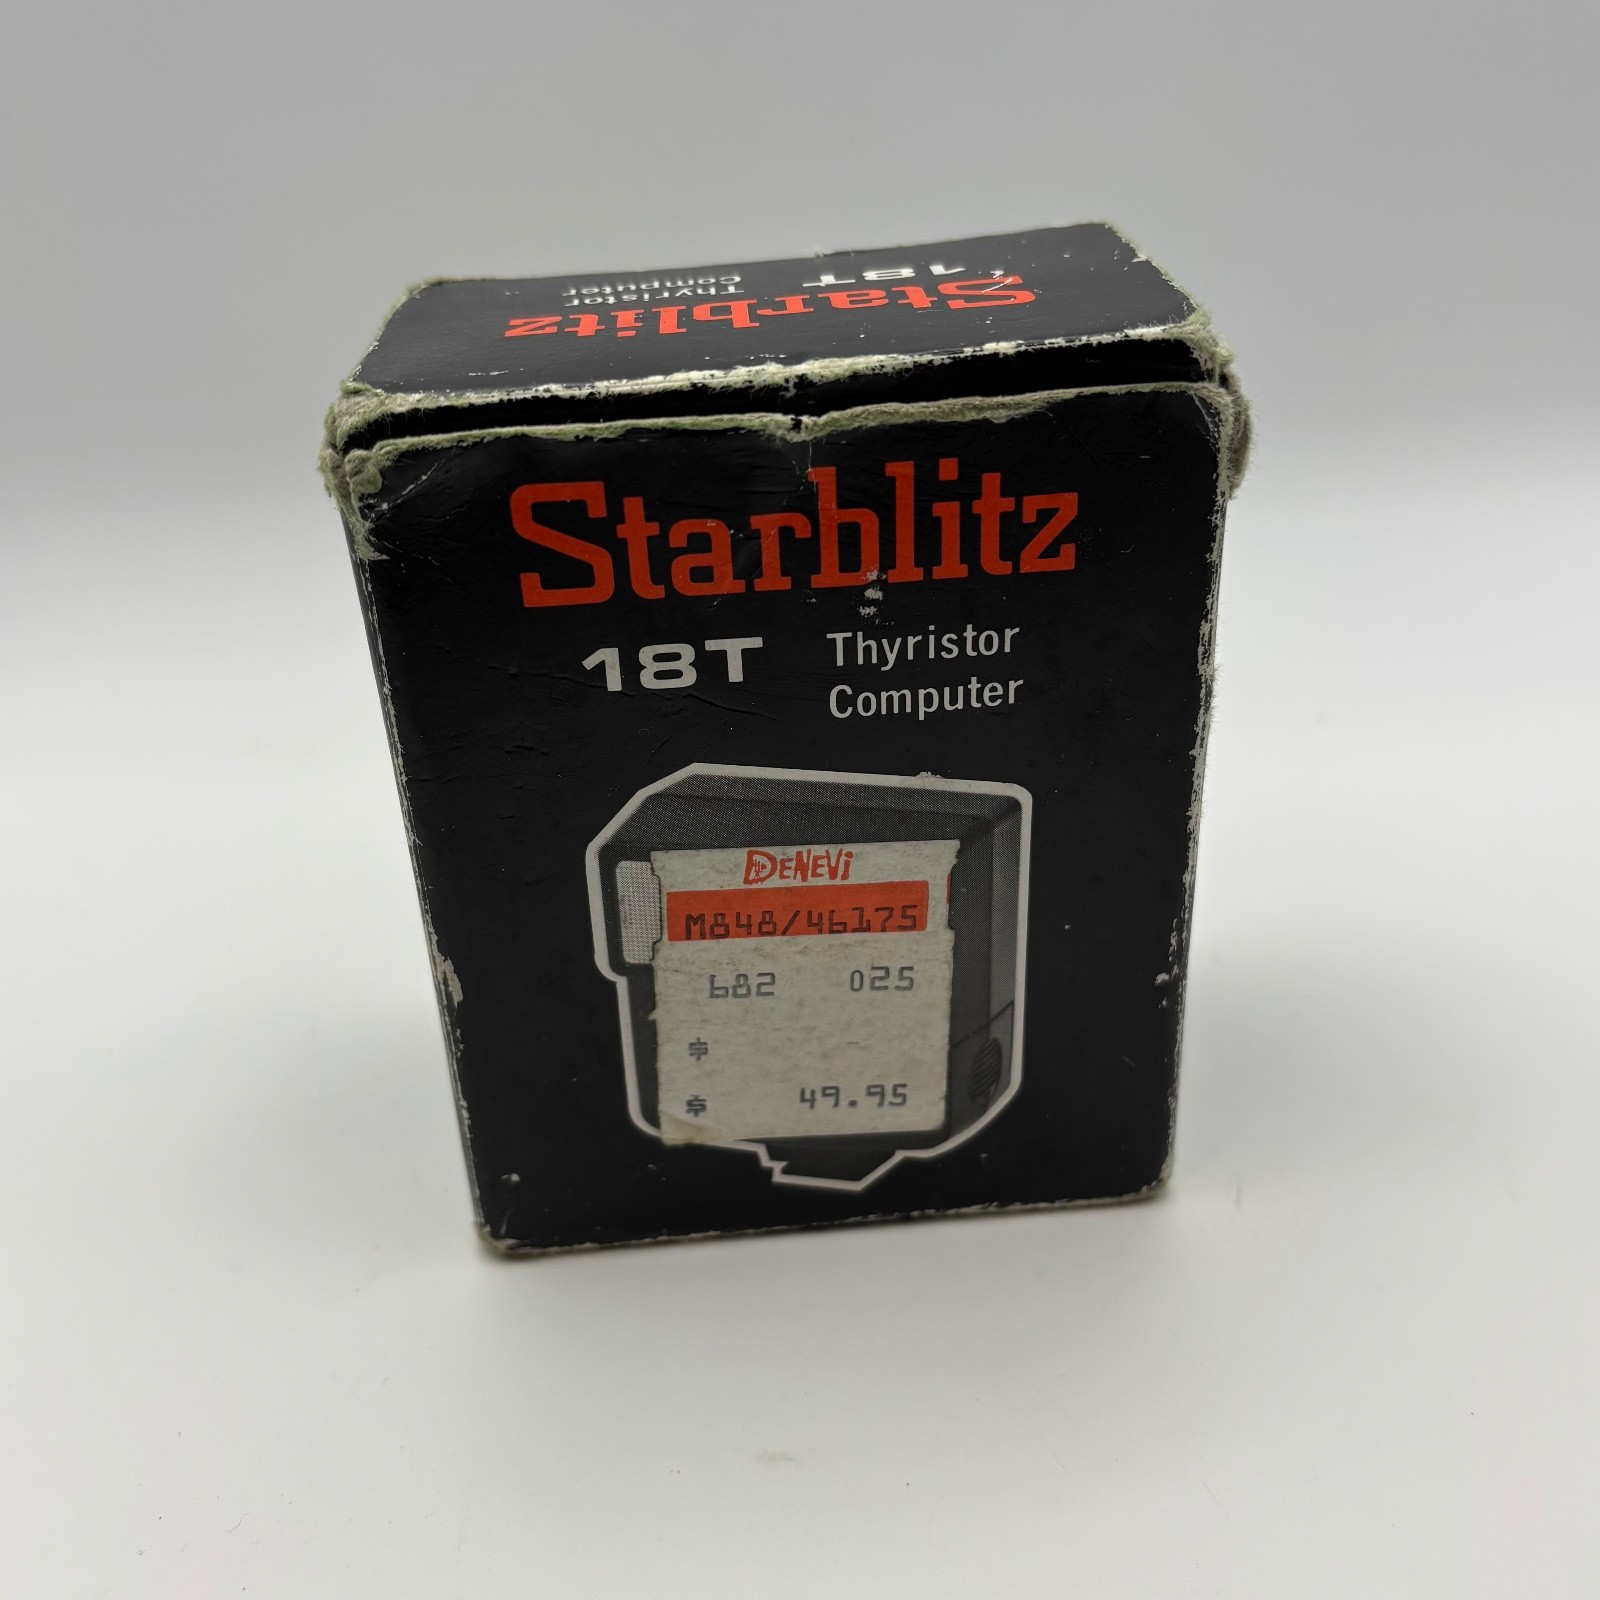 Starblitz
18T Thyristor
Computer
Starblitz
18T Thyristor
Computer
DENEVi
M848/46175
682 025
$ -
$ 49.95